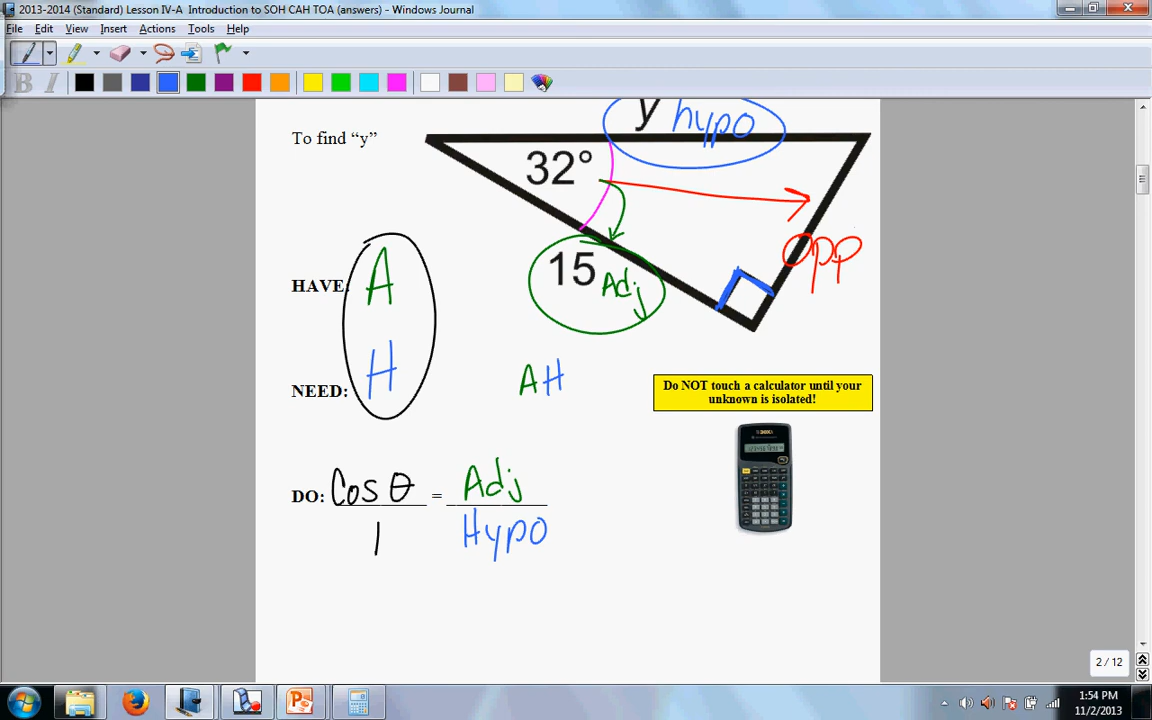 2013-2014 (Standard) Lesson IV-A Introduction to SOH CAH TOA (answers) - Windows Journal
File Edit View Insert Actions Tools Help
B I
To find “y”
y hypo
32°
opp
15 Adj
HAVE: A
NEED: H
AH
Do NOT touch a calculator until your
unknown is isolated!
DO: Cos θ = Adj
1 Hypo
2 / 12
1:54 PM
11/2/2013